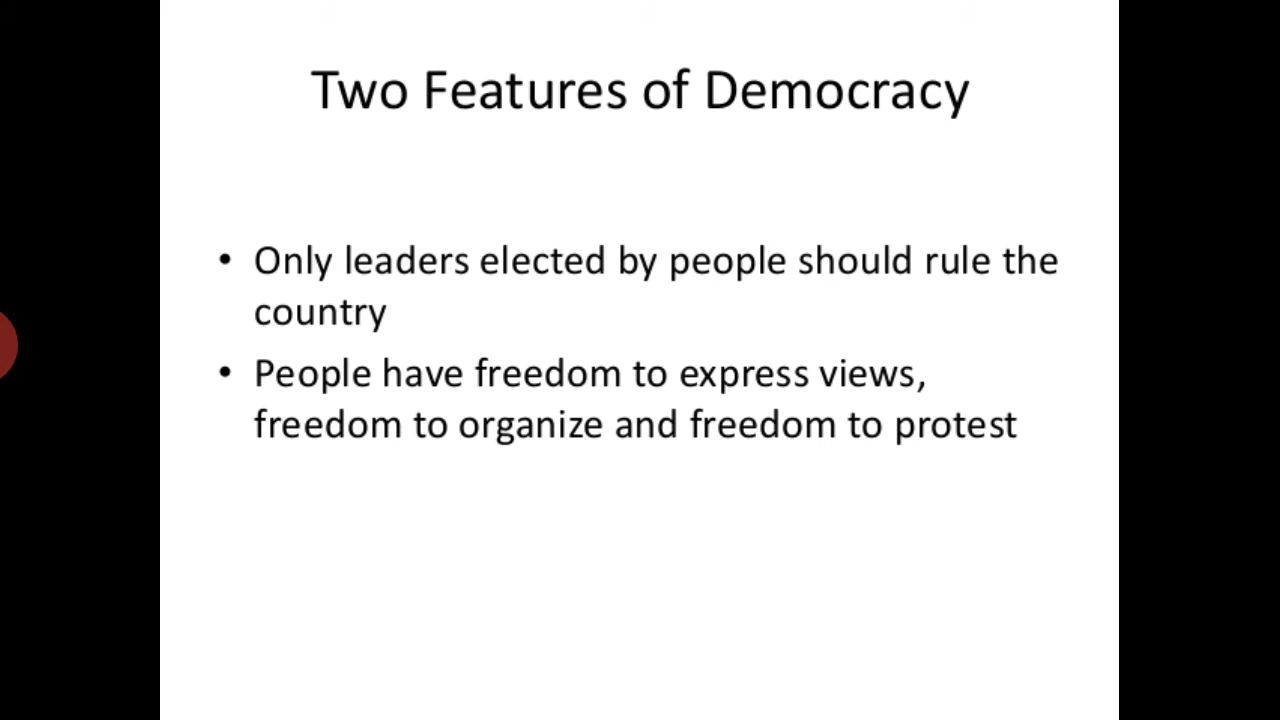 Two Features of Democracy
• Only leaders elected by people should rule the
country
• People have freedom to express views,
freedom to organize and freedom to protest